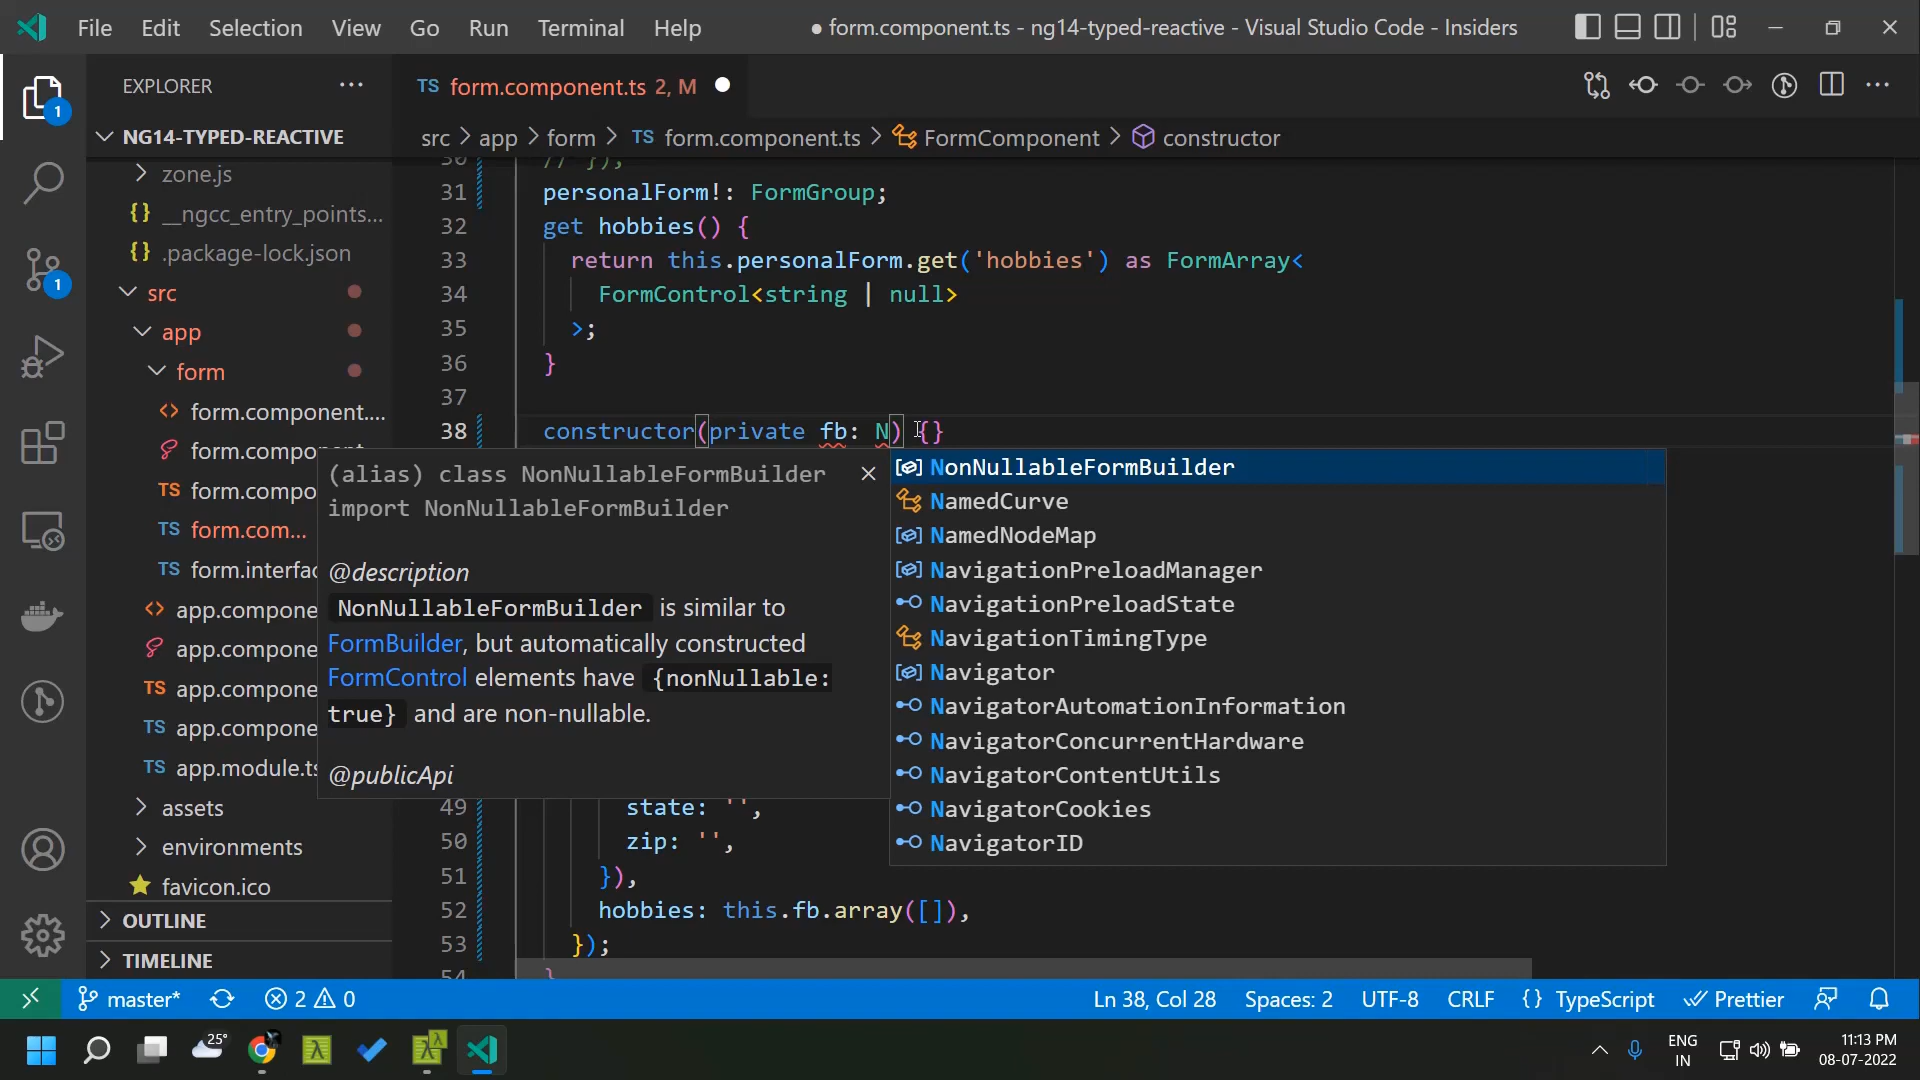 File Edit Selection View Go Run Terminal Help
● form.component.ts - ng14-typed-reactive - Visual Studio Code - Insiders
EXPLORER ···
TS form.component.ts 2, M
NG14-TYPED-REACTIVE
src > app > form > TS form.component.ts > FormComponent > constructor
zone.js
{} __ngcc_entry_points...
{} .package-lock.json
src
app
form
form.component....
form.compo
TS form.compo
TS form.com...
TS form.interfac
app.compone
app.compone
TS app.compone
TS app.compone
TS app.module.ts
assets
environments
favicon.ico
OUTLINE
TIMELINE
30 // });
31 personalForm!: FormGroup;
32 get hobbies() {
33 return this.personalForm.get('hobbies') as FormArray<
34 FormControl<string | null>
35 >;
36 }
37
38 constructor(private fb: N) {}
(alias) class NonNullableFormBuilder
import NonNullableFormBuilder
@description
NonNullableFormBuilder is similar to
FormBuilder, but automatically constructed
FormControl elements have {nonNullable:
true} and are non-nullable.
@publicApi
NonNullableFormBuilder
NamedCurve
NamedNodeMap
NavigationPreloadManager
NavigationPreloadState
NavigationTimingType
Navigator
NavigatorAutomationInformation
NavigatorConcurrentHardware
NavigatorContentUtils
NavigatorCookies
NavigatorID
49 state: '',
50 zip: '',
51 }),
52 hobbies: this.fb.array([]),
53 });
54 }
1
1
master* 2 0 Ln 38, Col 28 Spaces: 2 UTF-8 CRLF {} TypeScript Prettier
25°
ENG
IN
11:13 PM
08-07-2022